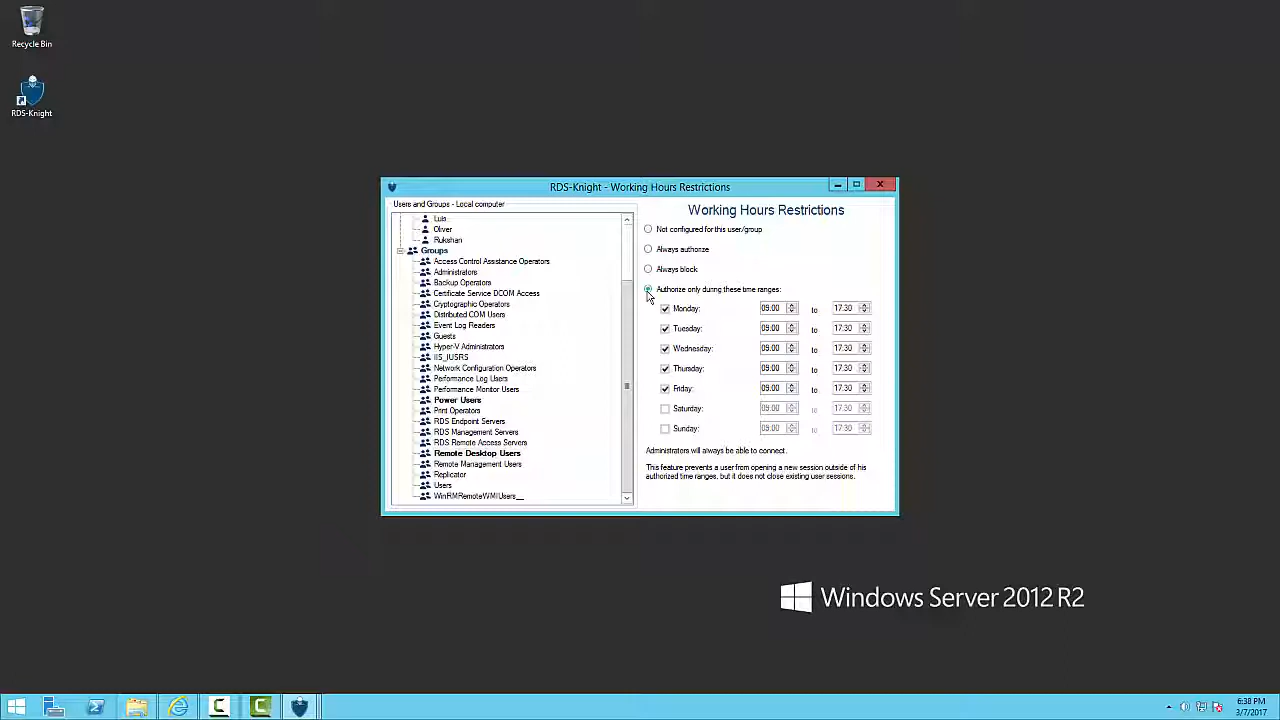 Recycle Bin
RDS-Knight
RDS-Knight - Working Hours Restrictions
Users and Groups - Local computer
Luis
Oliver
Rukshan
Groups
Access Control Assistance Operators
Administrators
Backup Operators
Certificate Service DCOM Access
Cryptographic Operators
Distributed COM Users
Event Log Readers
Guests
Hyper-V Administrators
IIS_IUSRS
Network Configuration Operators
Performance Log Users
Performance Monitor Users
Power Users
Print Operators
RDS Endpoint Servers
RDS Management Servers
RDS Remote Access Servers
Remote Desktop Users
Remote Management Users
Replicator
Users
WinRMRemoteWMIUsers__
Working Hours Restrictions
Not configured for this user/group
Always authorize
Always block
Authorize only during these time ranges:
Monday: 09:00 to 17:30
Tuesday: 09:00 to 17:30
Wednesday: 09:00 to 17:30
Thursday: 09:00 to 17:30
Friday: 09:00 to 17:30
Saturday: 09:00 to 17:30
Sunday: 09:00 to 17:30
Administrators will always be able to connect.
This feature prevents a user from opening a new session outside of his
authorized time ranges, but it does not close existing user sessions.
Windows Server 2012 R2
6:38 PM
3/7/2017